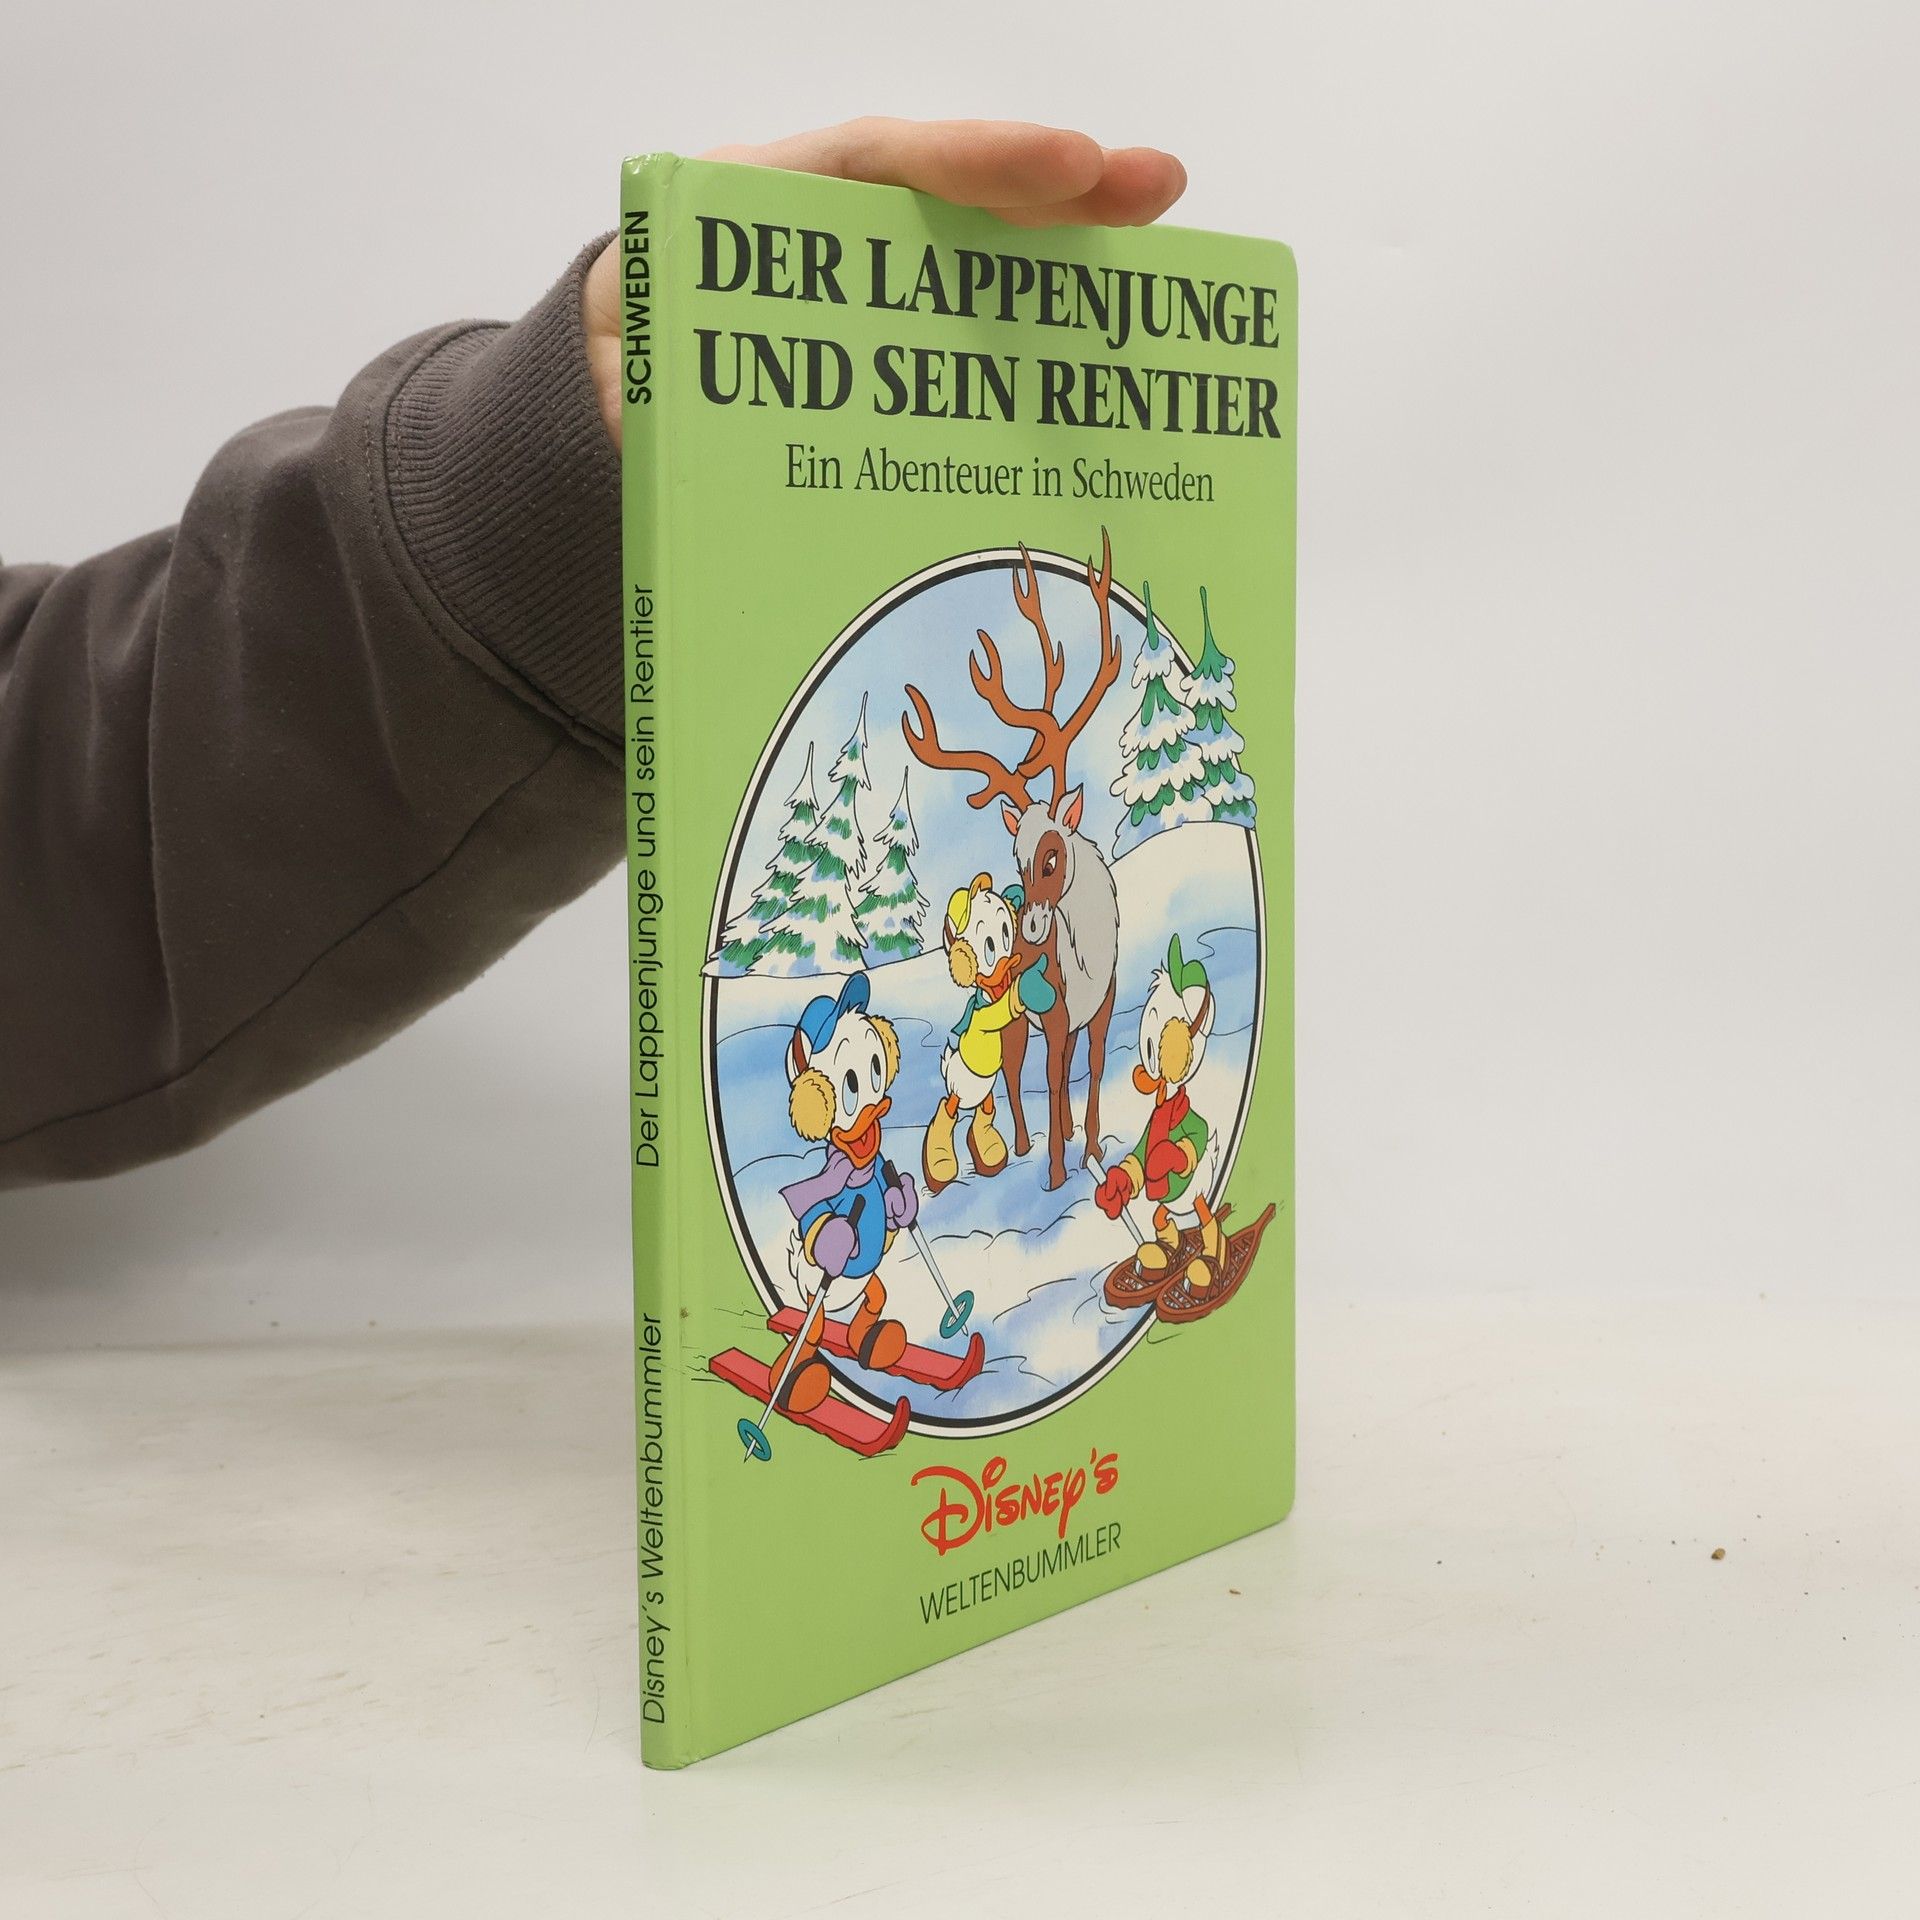 SCHWEDEN
Der Lappenjunge und sein Rentier
Disney's Weltenbummler
DER LAPPENJUNGE
UND SEIN RENTIER
Ein Abenteuer in Schweden
DISNEY'S
WELTENBUMMLER